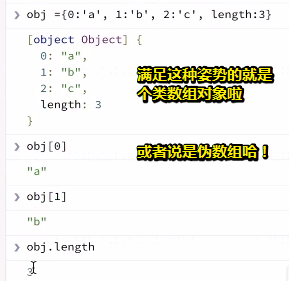 > obj ={0:'a', 1:'b', 2:'c', length:3}
[object Object] {
0: "a",
1: "b",
2: "c",
length: 3
}
满足这种姿势的就是
个类数组对象啦
> obj[0]
或者说是伪数组哈！
"a"
> obj[1]
"b"
> obj.length
3